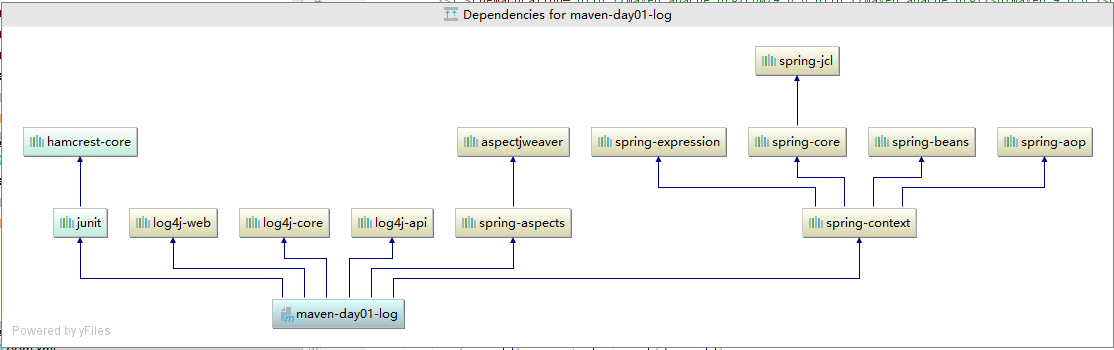 Dependencies for maven-day01-log
spring-jcl
hamcrest-core
aspectjweaver
spring-expression
spring-core
spring-beans
spring-aop
junit
log4j-web
log4j-core
log4j-api
spring-aspects
spring-context
maven-day01-log
Powered by yFiles